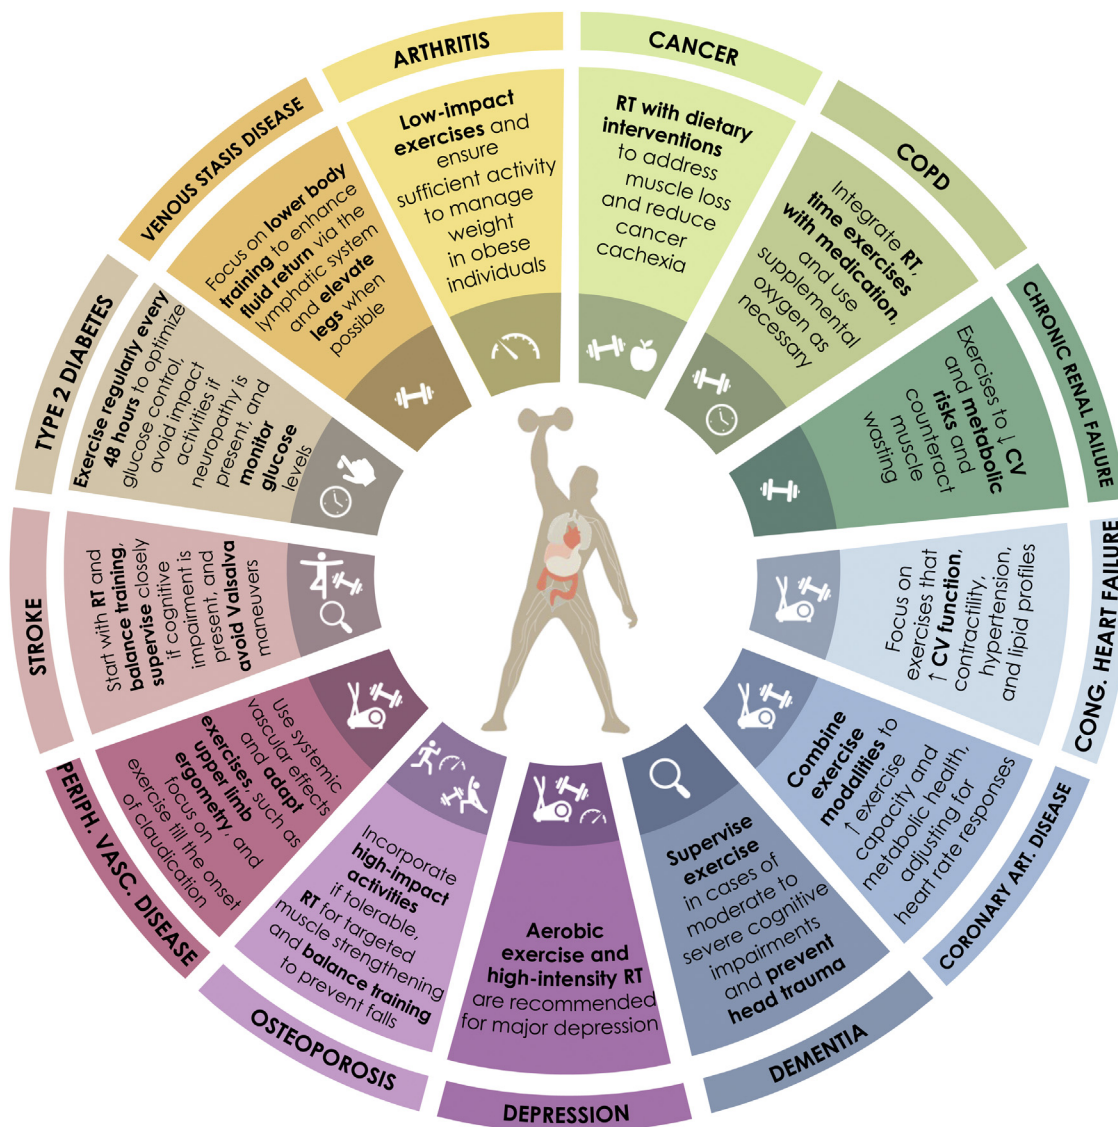 ARTHRITIS
Low-impact
exercises and
ensure
sufficient activity
to manage
weight
in obese
individuals
CANCER
RT with dietary
interventions
to address
muscle loss
and reduce
cancer
cachexia
COPD
Integrate RT,
time exercises
with medication,
and use
supplemental
oxygen as
necessary
CHRONIC RENAL FAILURE
Exercises to ↓ CV
and metabolic
risks and
counteract
muscle
wasting
CONG. HEART FAILURE
Focus on
exercises that
↑ CV function,
contractility,
hypertension,
and lipid profiles
CORONARY ART. DISEASE
Combine
exercise
modalities to
↑ exercise
capacity and
metabolic health,
adjusting for
heart rate responses
DEMENTIA
Supervise
exercise
in cases of
moderate to
severe cognitive
impairments
and prevent
head trauma
DEPRESSION
Aerobic
exercise and
high-intensity RT
are recommended
for major depression
OSTEOPOROSIS
Incorporate
high-impact
activities
if tolerable,
RT for targeted
muscle strengthening
and balance training
to prevent falls
PERIPH. VASC. DISEASE
Use systemic
vascular effects
and adapt
exercises, such as
upper limb
ergometry, and
focus on
exercise till the onset
of claudication
STROKE
Start with RT and
balance training,
supervise closely
if cognitive
impairment is
present, and
avoid Valsalva
maneuvers
TYPE 2 DIABETES
Exercise regularly every
48 hours to optimize
glucose control,
avoid impact
activities if
neuropathy is
present, and
monitor
glucose
levels
VENOUS STASIS DISEASE
Focus on lower body
training to enhance
fluid return via the
lymphatic system
and elevate
legs when
possible